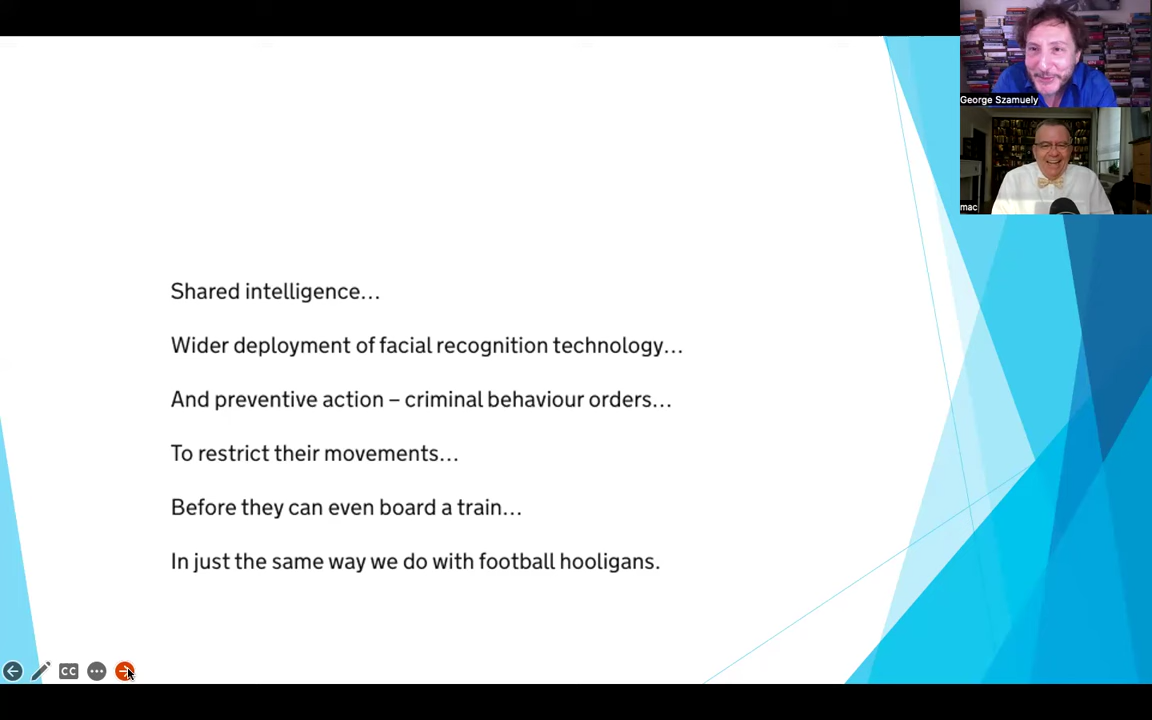 George Szamuely
mac
Shared intelligence…
Wider deployment of facial recognition technology…
And preventive action – criminal behaviour orders…
To restrict their movements…
Before they can even board a train…
In just the same way we do with football hooligans.
CC